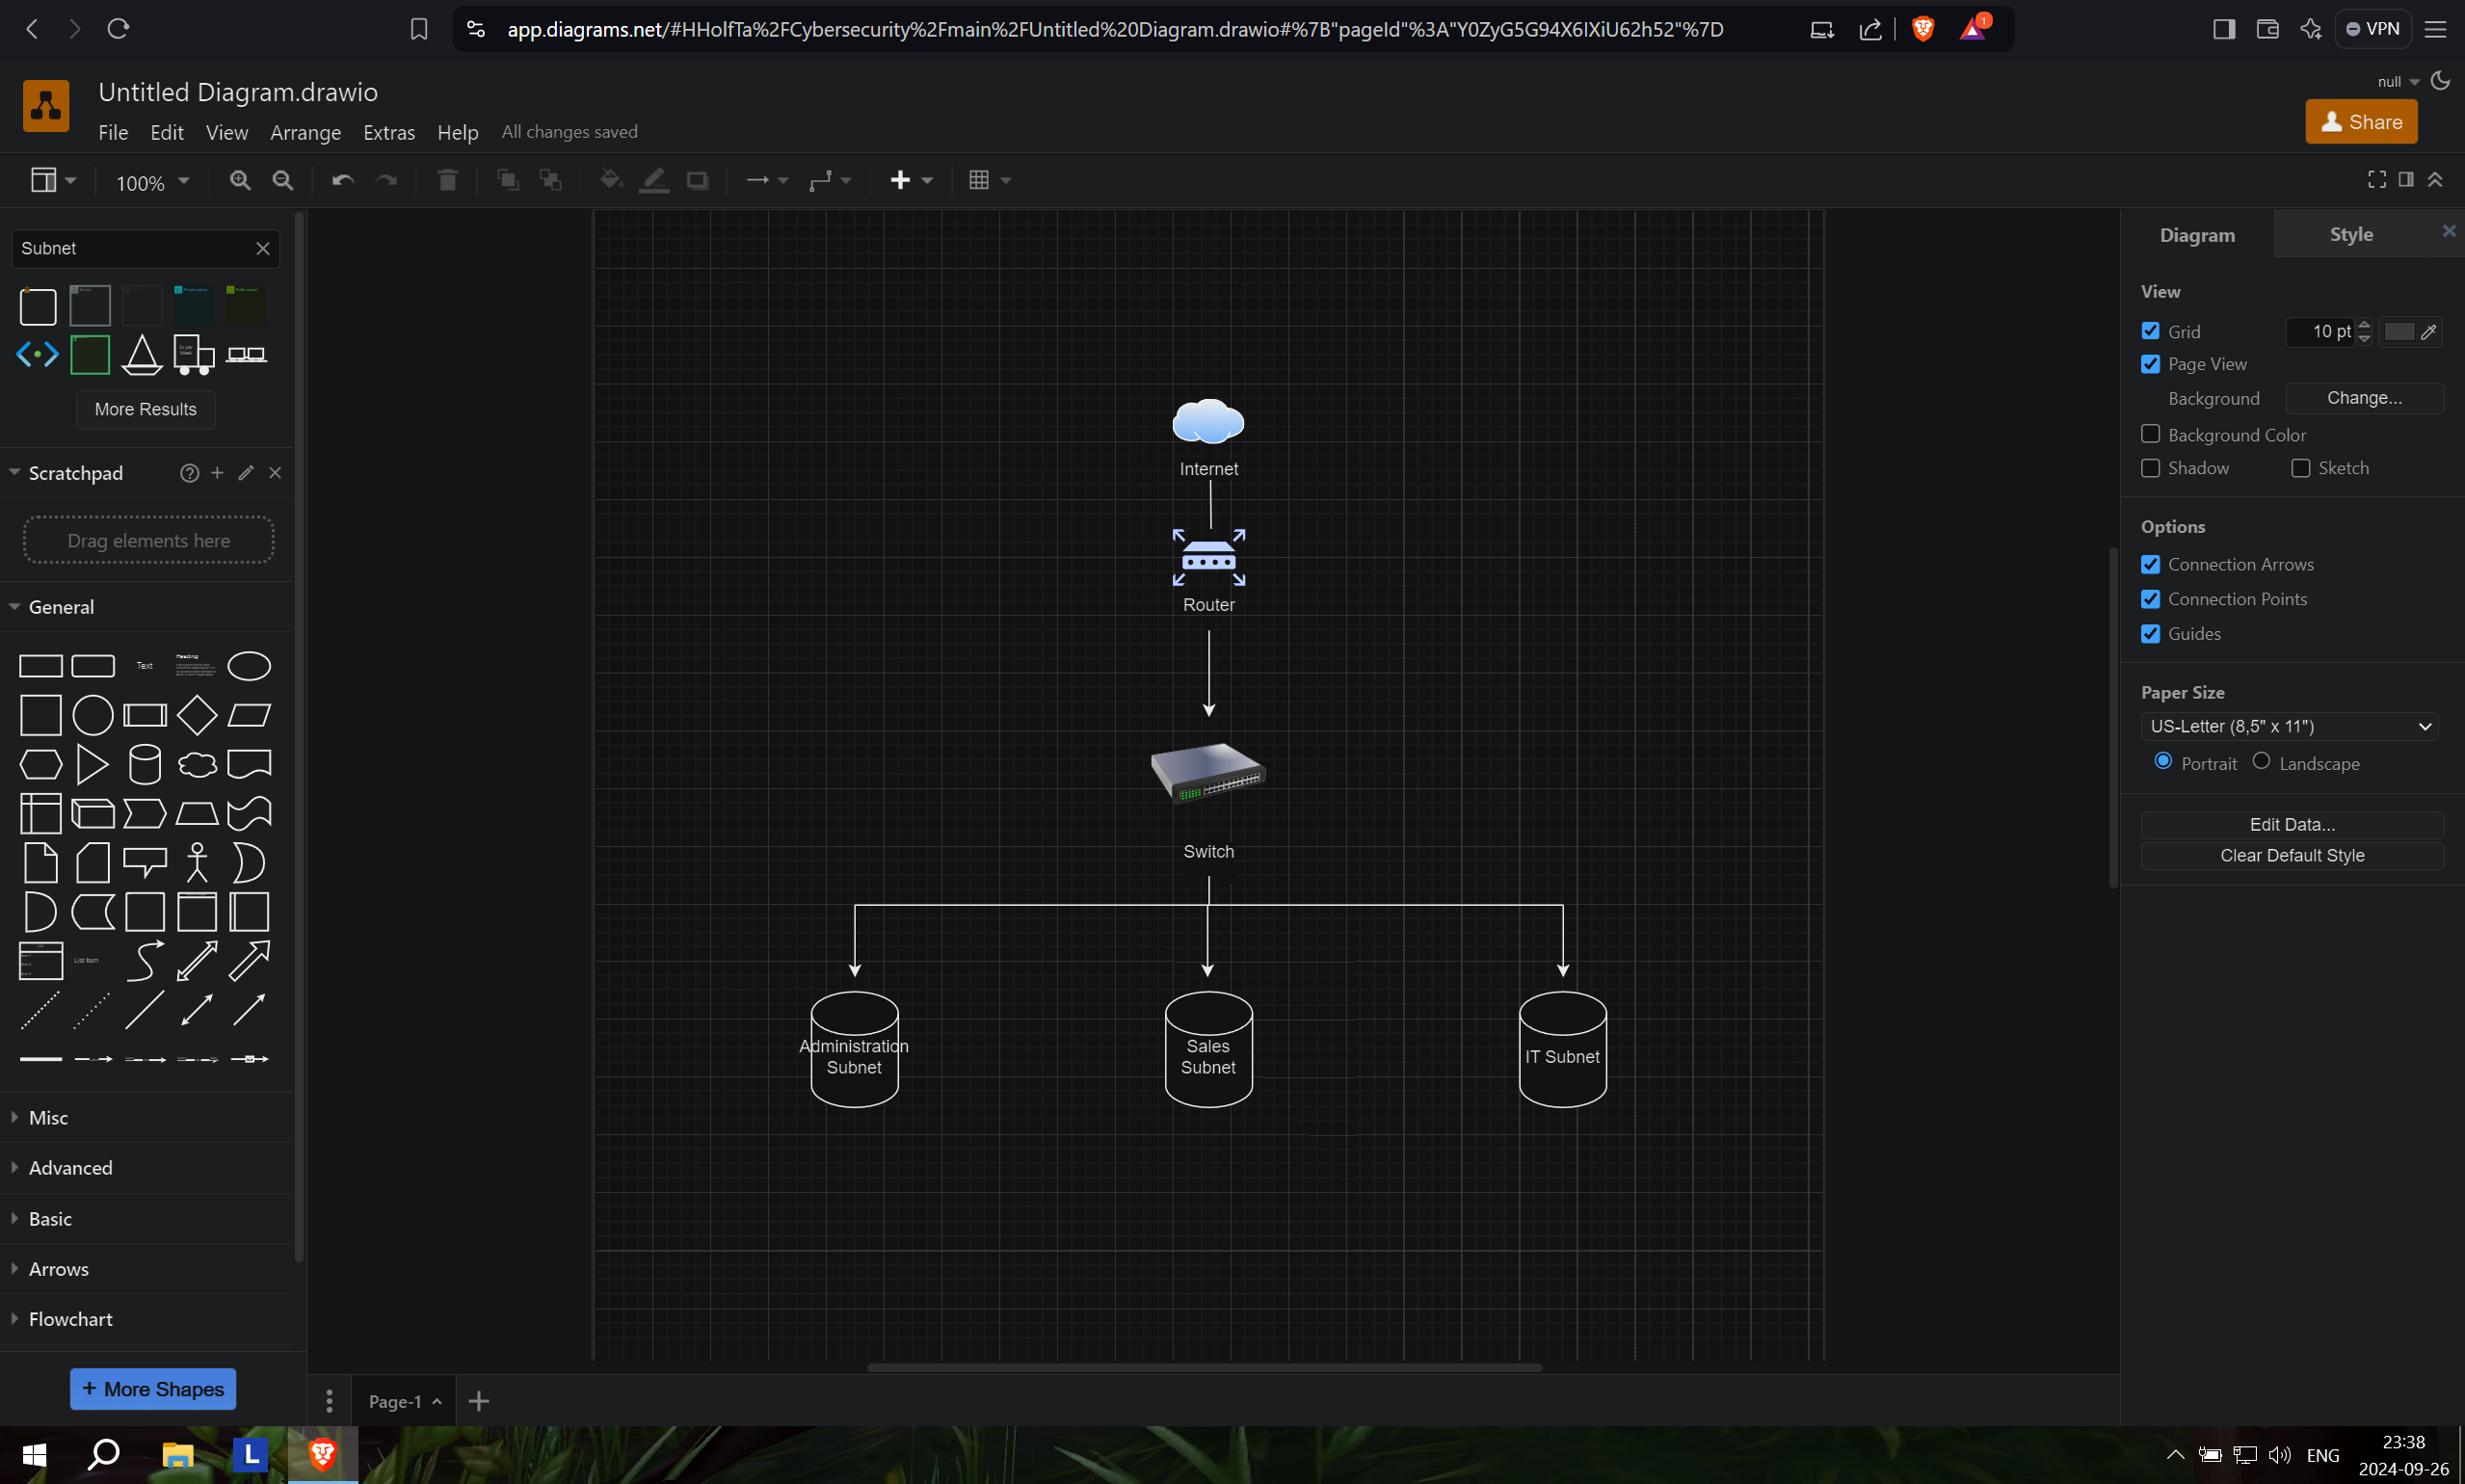 app.diagrams.net/#HHolfTa%2FCybersecurity%2Fmain%2FUntitled%20Diagram.drawio#%7B"pageId"%3A"Y0ZyG5G94X6IXiU62h52"%7D
1
VPN
Untitled Diagram.drawio
null
File Edit View Arrange Extras Help All changes saved
Share
100%
Subnet
More Results
Scratchpad
Drag elements here
General
Text
Heading
List Item
Misc
Advanced
Basic
Arrows
Flowchart
+ More Shapes
Internet
Router
Switch
Administration
Subnet
Sales
Subnet
IT Subnet
Page-1
Diagram
Style
View
Grid
10 pt
Page View
Background
Change...
Background Color
Shadow
Sketch
Options
Connection Arrows
Connection Points
Guides
Paper Size
US-Letter (8,5" x 11")
Portrait
Landscape
Edit Data...
Clear Default Style
L
ENG
23:38
2024-09-26